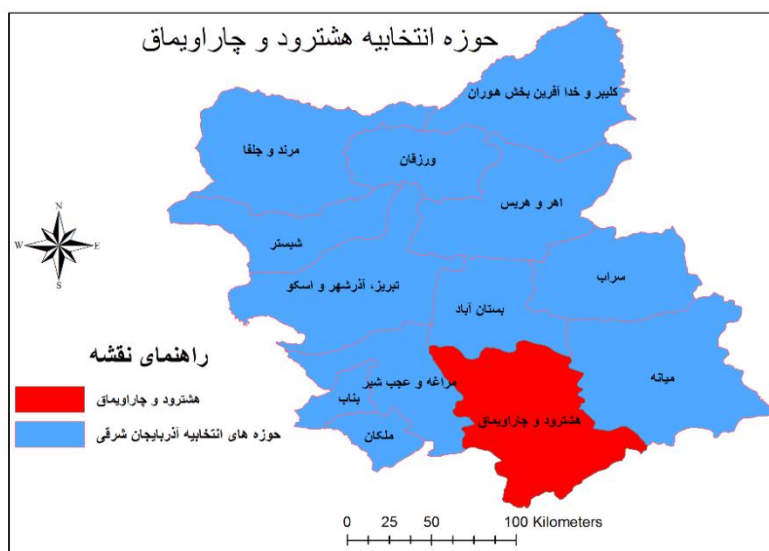 حوزه انتخابیه هشترود و چاراویماق
کلیبر و خدا آفرین بخش هوران
مرند و جلفا
ورزقان
اهر و هریس
شبستر
تبریز، آذرشهر و اسکو
بستان آباد
سراب
میانه
مراغه و عجب شیر
بناب
ملکان
هشترود و چاراویماق
N
W
E
S
راهنمای نقشه
هشترود و چاراویماق
حوزه های انتخابیه آذربایجان شرقی
0 25 50 100 Kilometers